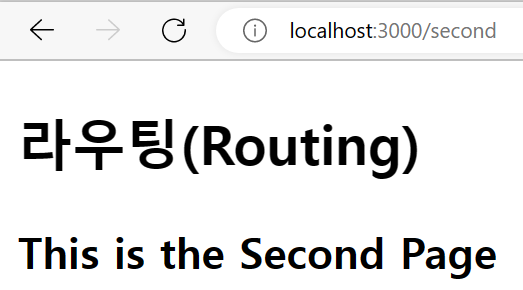 localhost:3000/second
라우팅(Routing)
This is the Second Page